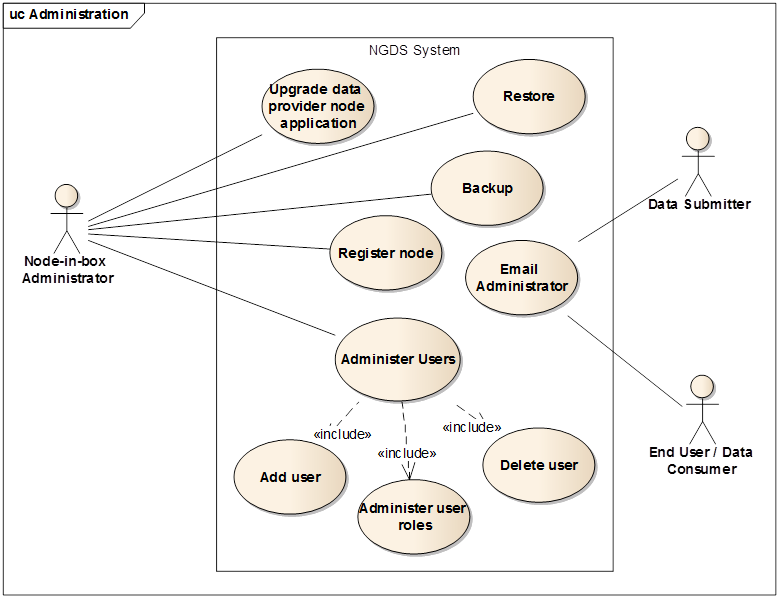 uc Administration
NGDS System
Upgrade data
provider node
application
Restore
Backup
Data Submitter
Node-in-box
Administrator
Register node
Email
Administrator
Administer Users
«include»
«include»
«include»
End User / Data
Consumer
Add user
Delete user
Administer user
roles